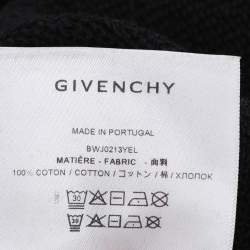 GIVENCHY
MADE IN PORTUGAL
BWJ0213YEL
MATIÈRE - FABRIC - 面料
100% COTON / COTTON / コットン / 棉 / ХЛОПОК
30
30